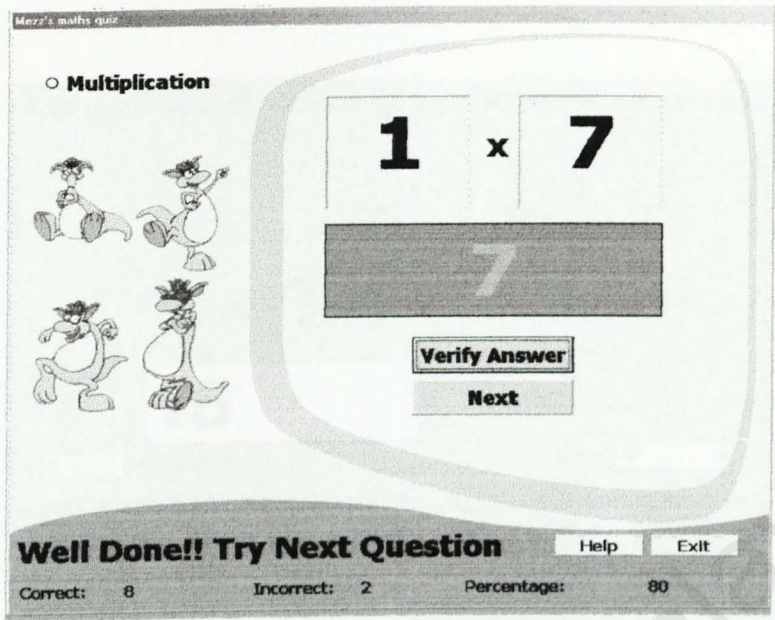 Mezz's maths quiz
Multiplication
1 x 7
7
Verify Answer
Next
Well Done!! Try Next Question
Help Exit
Correct: 8 Incorrect: 2 Percentage: 80